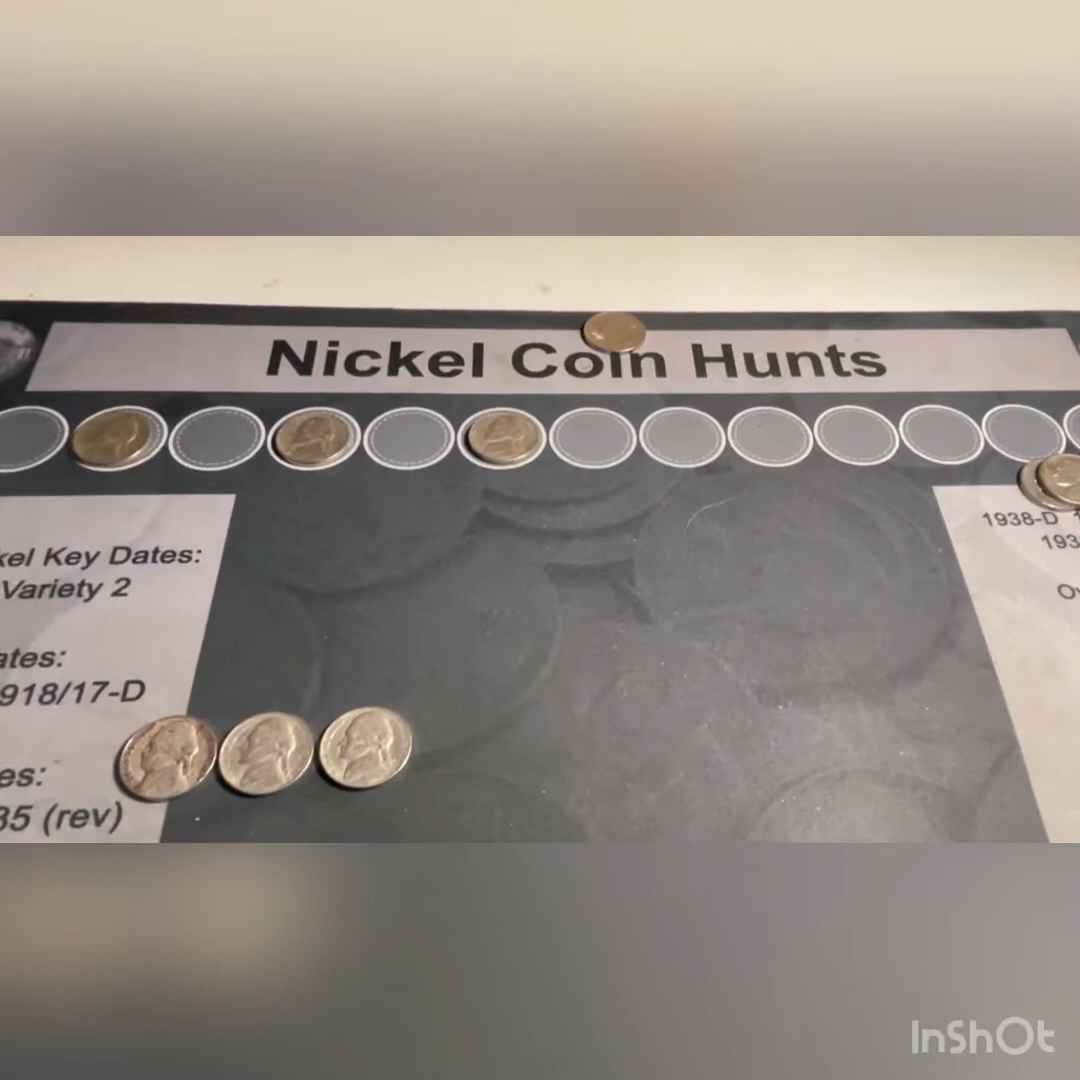 Nickel Coin Hunts
kel Key Dates:
Variety 2
ates:
918/17-D
es:
35 (rev)
1938-D
193
InShOt